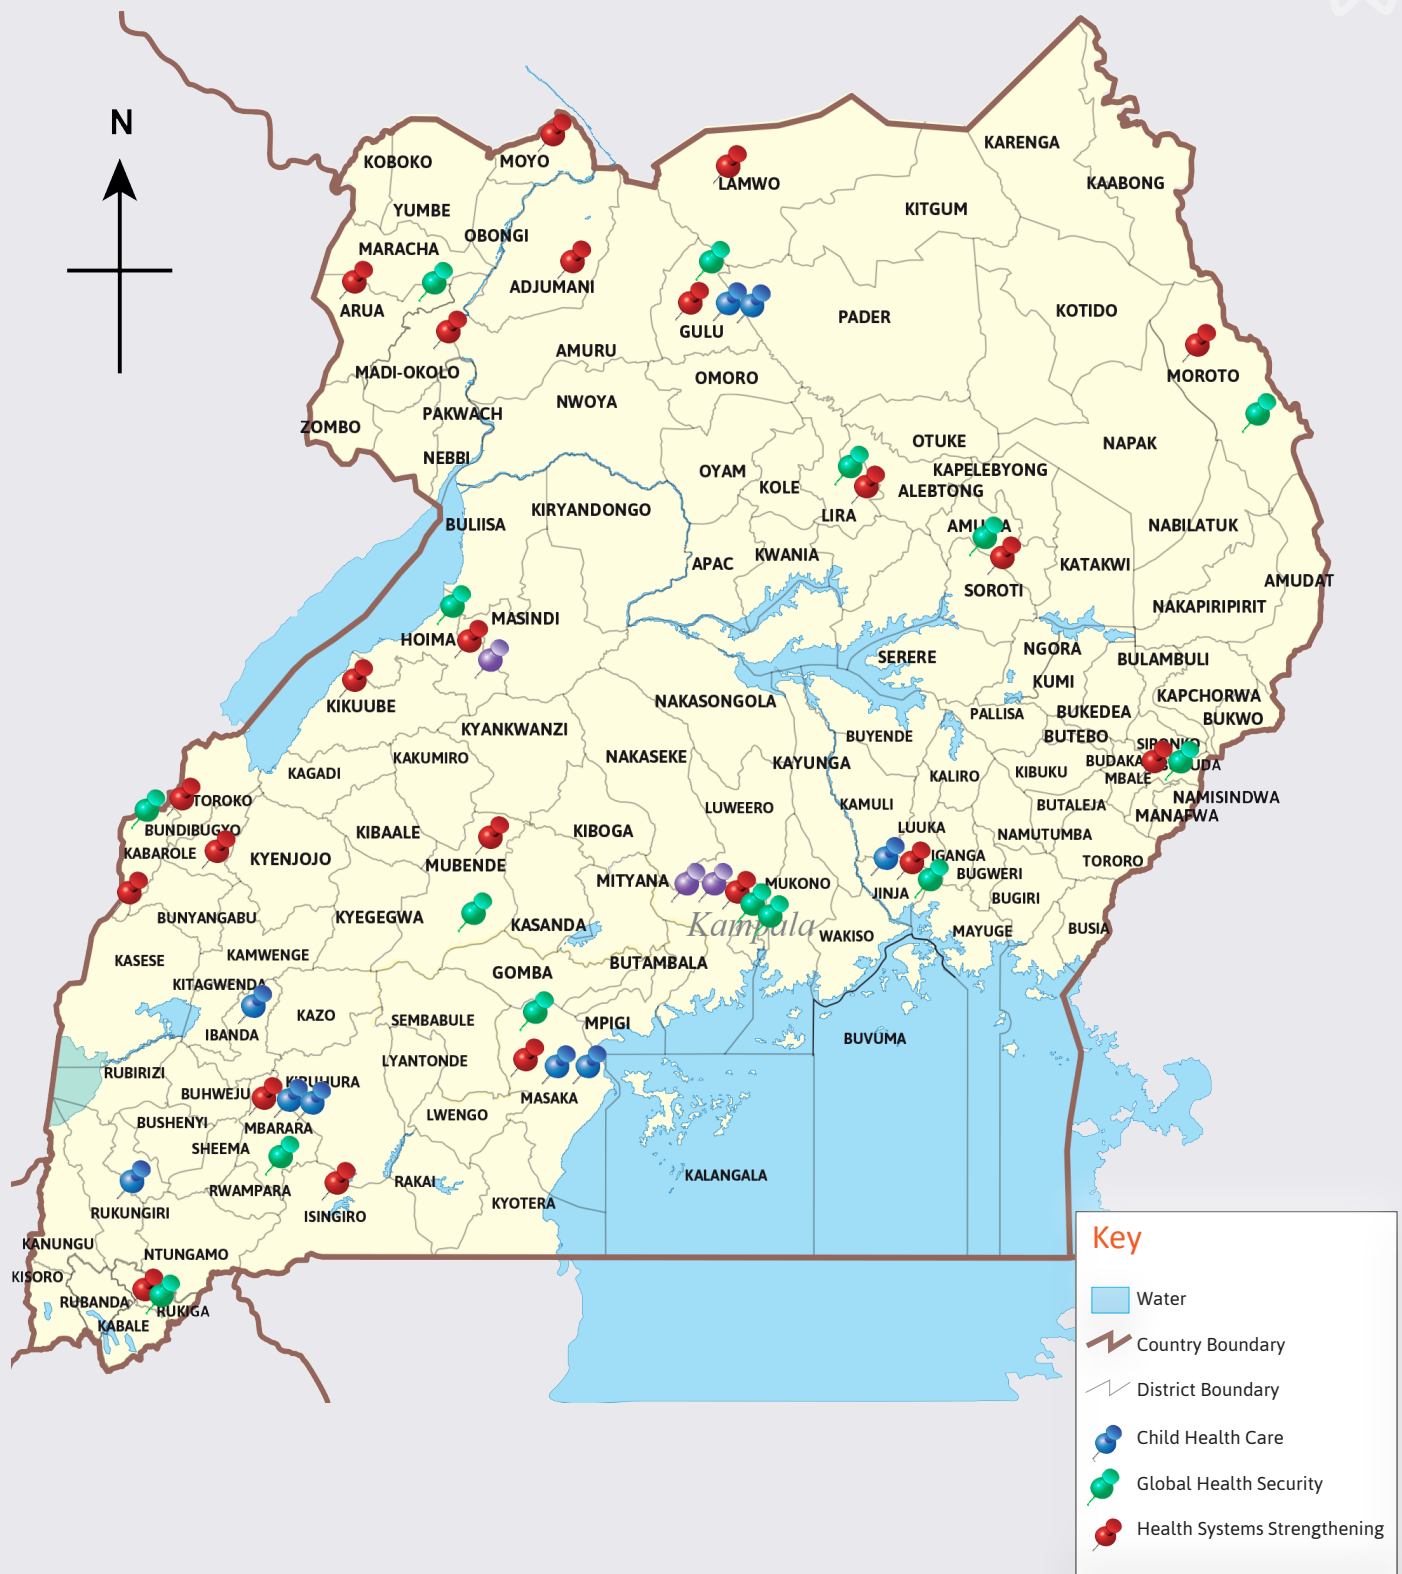 N
KARENGA
KOBOKO
MOYO
KAABONG
LAMWO
YUMBE
KITGUM
OBONGI
MARACHA
ADJUMANI
ARUA
KOTIDO
PADER
GULU
AMURU
MADI-OKOLO
MOROTO
OMORO
NWOYA
PAKWACH
ZOMBO
OTUKE
NAPAK
NEBBI
OYAM
KAPELEBYONG
KOLE
ALEBTONG
KIRYANDONGO
LIRA
BULIISA
NABILATUK
KWANIA
APAC
KATAKWI
AMUDAT
SOROTI
NAKAPIRIPIRIT
MASINDI
HOIMA
NGORA
SERERE
BULAMBULI
KUMI
KAPCHORWA
NAKASONGOLA
KIKUUBE
PALLISA
BUKEDEA
BUKWO
KYANKWANZI
BUYENDE
BUTEBO
KAKUMIRO
NAKASEKE
KAYUNGA
BUDAKA
KAGADI
KALIRO
KIBUKU
MBALE
TOROKO
NAMISINDWA
LUWEERO
KAMULI
BUTALEJA
MANAFWA
BUNDIBUGYO
KIBAALE
KIBOGA
LUUKA
NAMUTUMBA
KABAROLE
KYENJOJO
MUBENDE
IGANGA
TORORO
BUGWERI
MITYANA
MUKONO
JINJA
BUGIRI
BUNYANGABU
KYEGEGWA
KASANDA
Kampala
WAKISO
MAYUGE
BUSIA
KASESE
KAMWENGE
GOMBA
BUTAMBALA
KITAGWENDA
IBANDA
KAZO
SEMBABULE
MPIGI
BUVUMA
RUBIRIZI
LYANTONDE
BUHWEJU
MASAKA
LWENGO
BUSHENYI
MBARARA
SHEEMA
RWAMPARA
RAKAI
KALANGALA
KYOTERA
RUKUNGIRI
ISINGIRO
KANUNGU
NTUNGAMO
KISORO
RUBANDA
RUKIGA
KABALE
Key
Water
Country Boundary
District Boundary
Child Health Care
Global Health Security
Health Systems Strengthening